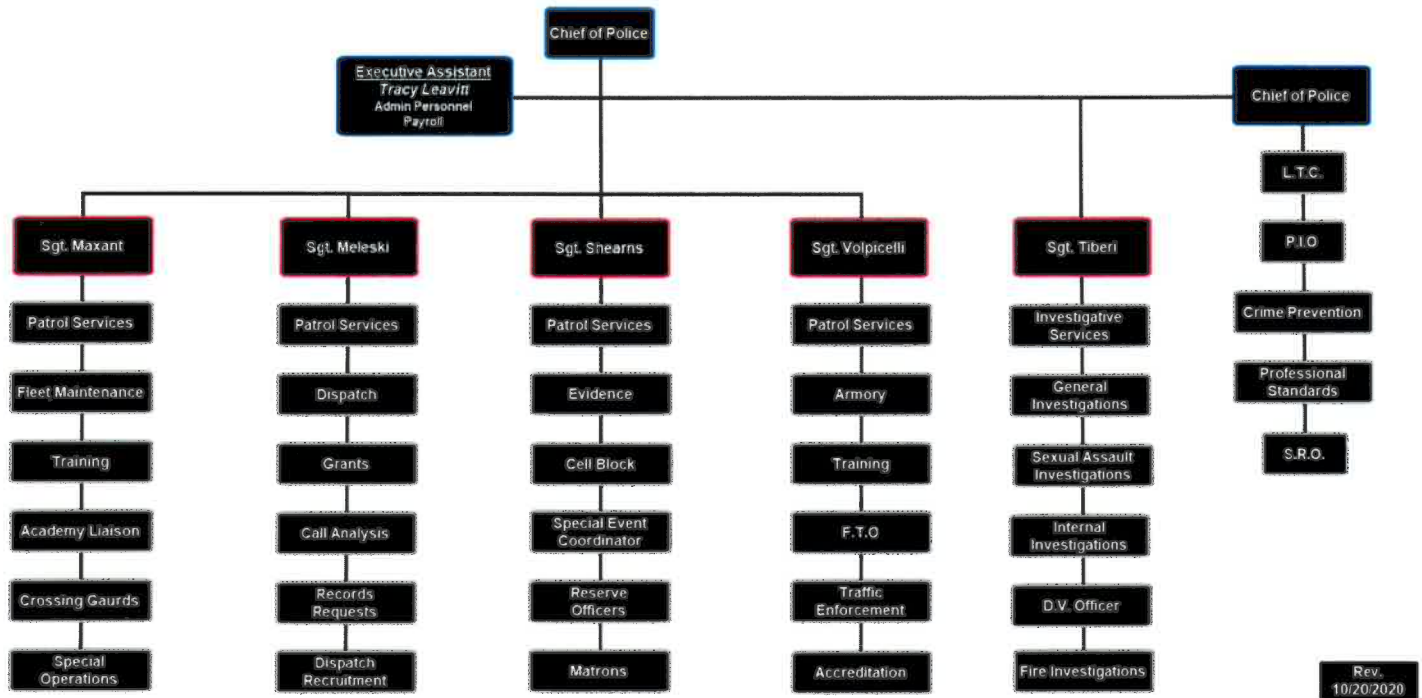 Chief of Police
Executive Assistant
Tracy Leavitt
Admin Personnel
Payroll
Chief of Police
L.T.C.
P.I.O
Crime Prevention
Professional
Standards
S.R.O.
Sgt. Maxant
Patrol Services
Fleet Maintenance
Training
Academy Liaison
Crossing Gaurds
Special
Operations
Sgt. Meleski
Patrol Services
Dispatch
Grants
Call Analysis
Records
Requests
Dispatch
Recruitment
Sgt. Shearns
Patrol Services
Evidence
Cell Block
Special Event
Coordinator
Reserve
Officers
Matrons
Sgt. Volpicelli
Patrol Services
Armory
Training
F.T.O
Traffic
Enforcement
Accreditation
Sgt. Tiberi
Investigative
Services
General
Investigations
Sexual Assault
Investigations
Internal
Investigations
D.V. Officer
Fire Investigations
Rev.
10/20/2020